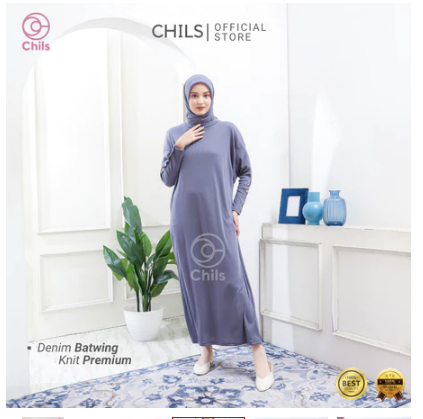 Chils
CHILS
OFFICIAL
STORE
Chils
Denim Batwing
Knit Premium
BEST